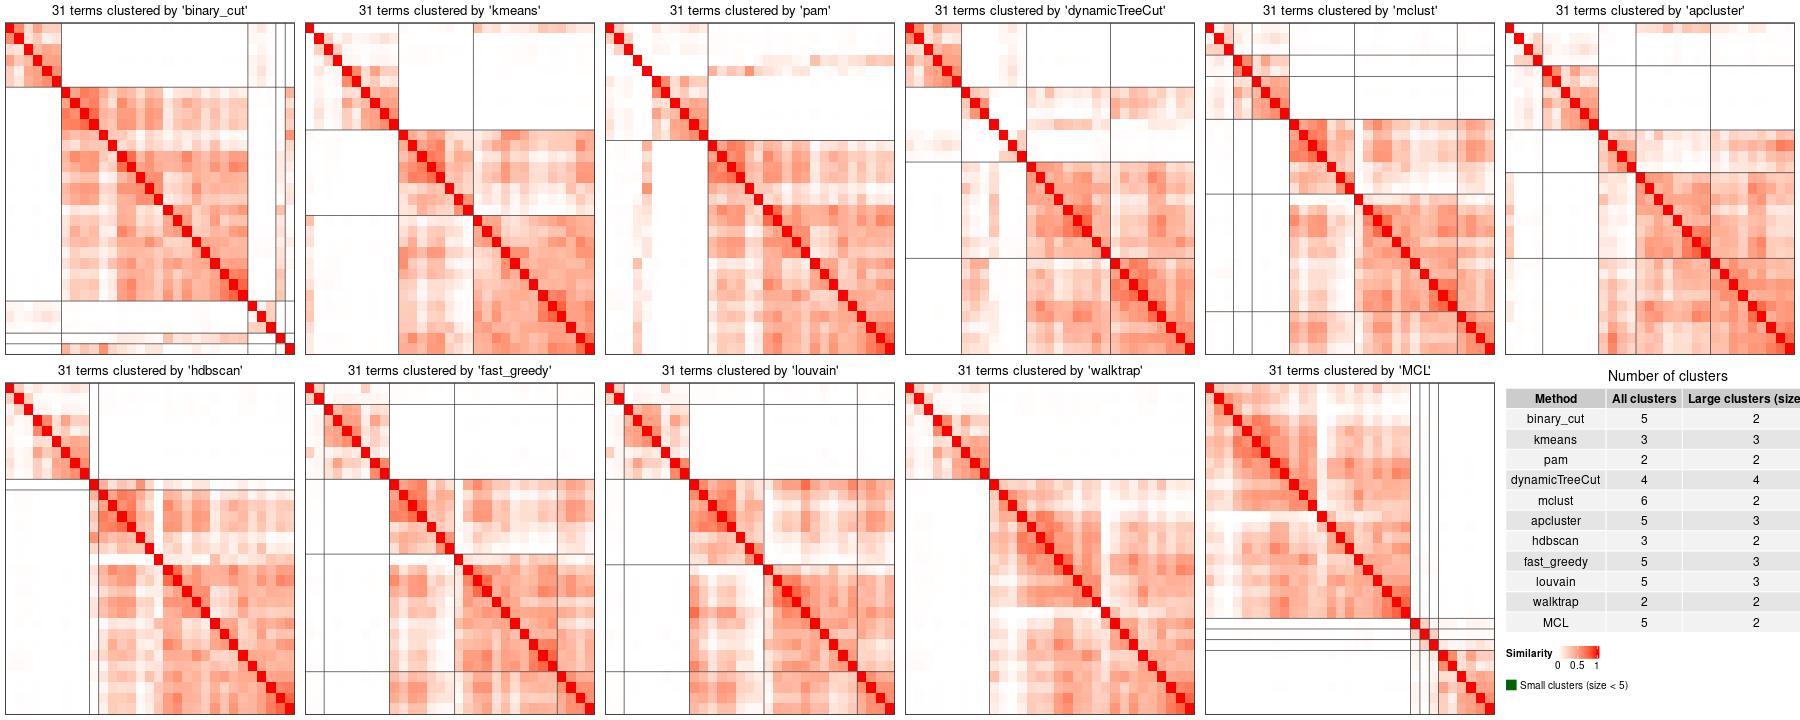 31 terms clustered by 'binary_cut'
31 terms clustered by 'kmeans'
31 terms clustered by 'pam'
31 terms clustered by 'dynamicTreeCut'
31 terms clustered by 'mclust'
31 terms clustered by 'apcluster'
31 terms clustered by 'hdbscan'
31 terms clustered by 'fast_greedy'
31 terms clustered by 'louvain'
31 terms clustered by 'walktrap'
31 terms clustered by 'MCL'
Number of clusters
Method All clusters Large clusters (size
binary_cut 5 2
kmeans 3 3
pam 2 2
dynamicTreeCut 4 4
mclust 6 2
apcluster 5 3
hdbscan 3 2
fast_greedy 5 3
louvain 5 3
walktrap 2 2
MCL 5 2
Similarity
0 0.5 1
Small clusters (size < 5)